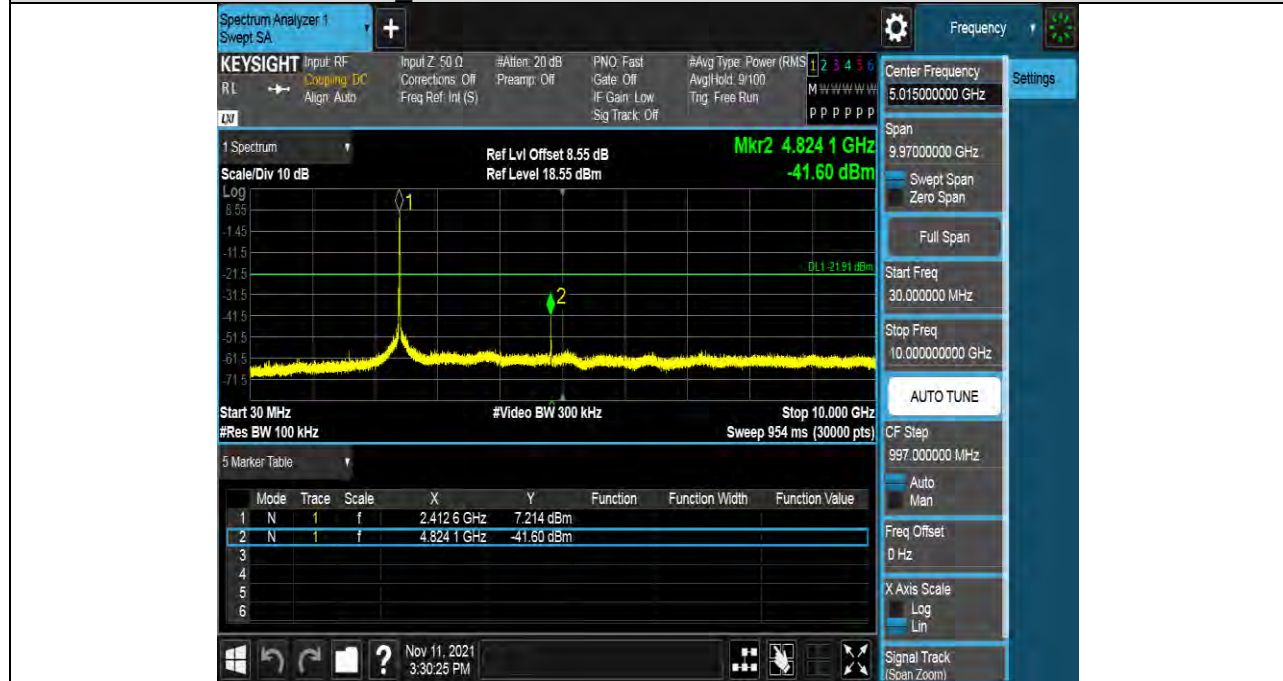 Spectrum Analyzer 1
Swept SA
+
Frequency
KEYSIGHT
RL
LXI
Input: RF
Coupling: DC
Align: Auto
Input Z: 50 Ω
Corrections: Off
Freq Ref: Int (S)
#Atten: 20 dB
Preamp: Off
PNO: Fast
Gate: Off
IF Gain: Low
Sig Track: Off
#Avg Type: Power (RMS
Avg|Hold: 9/100
Trig: Free Run
1 2 3 4 5 6
M W W W W W
P P P P P P
1 Spectrum
Scale/Div 10 dB
Ref Lvl Offset 8.55 dB
Ref Level 18.55 dBm
Mkr2 4.824 1 GHz
-41.60 dBm
Log
8.55
-1.45
-11.5
-21.5
-31.5
-41.5
-51.5
-61.5
-71.5
1
2
DL1 -21.91 dBm
Start 30 MHz
#Res BW 100 kHz
#Video BW 300 kHz
Stop 10.000 GHz
Sweep 954 ms (30000 pts)
5 Marker Table
Mode Trace Scale X Y Function Function Width Function Value
1 N 1 f 2.412 6 GHz 7.214 dBm
2 N 1 f 4.824 1 GHz -41.60 dBm
3
4
5
6
?
Nov 11, 2021
3:30:25 PM
Center Frequency
5.015000000 GHz
Settings
Span
9.97000000 GHz
Swept Span
Zero Span
Full Span
Start Freq
30.000000 MHz
Stop Freq
10.000000000 GHz
AUTO TUNE
CF Step
997.000000 MHz
Auto
Man
Freq Offset
0 Hz
X Axis Scale
Log
Lin
Signal Track
(Span Zoom)